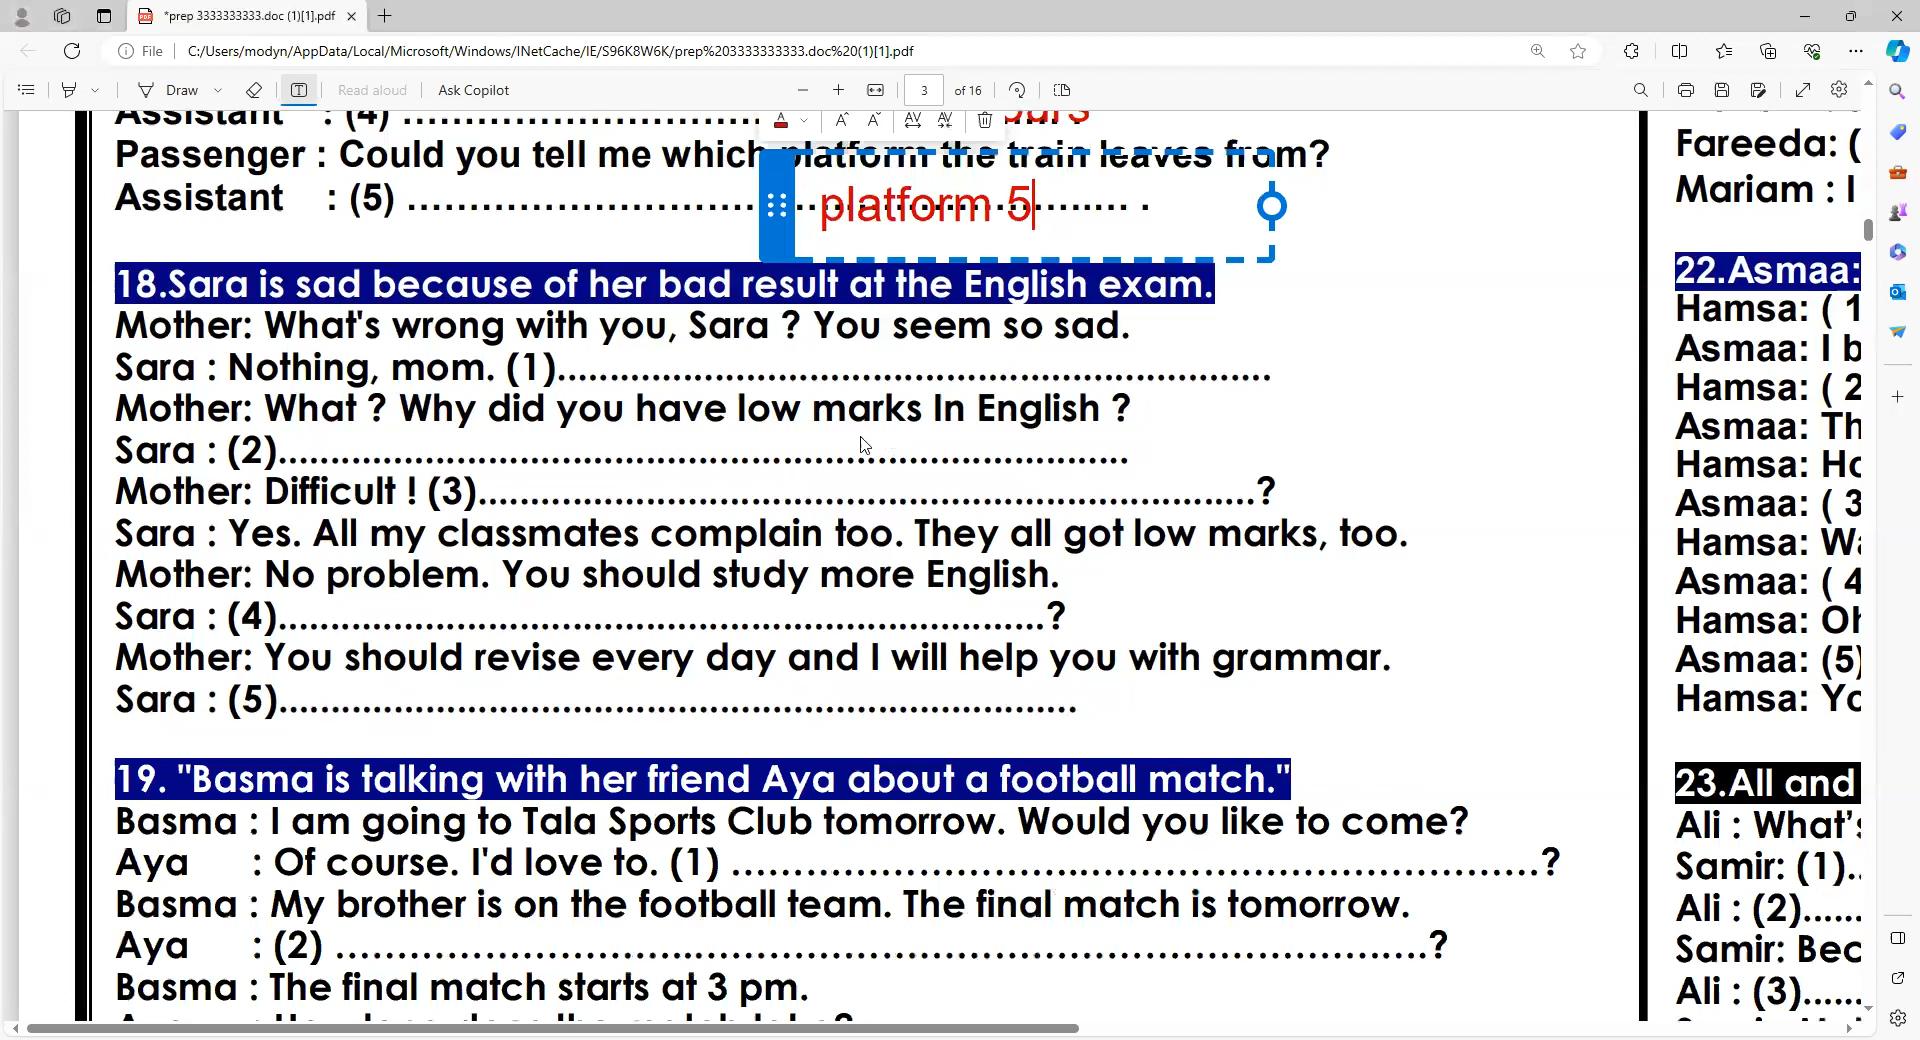 *prep 3333333333.doc (1)[1].pdf
File
C:/Users/modyn/AppData/Local/Microsoft/Windows/INetCache/IE/S96K8W6K/prep%203333333333.doc%20(1)[1].pdf
Draw
Read aloud
Ask Copilot
3 of 16
Assistant : (4) ........................................ .
Passenger : Could you tell me which platform the train leaves from?
Assistant : (5) ........................................ .
platform 5
18.Sara is sad because of her bad result at the English exam.
Mother: What's wrong with you, Sara ? You seem so sad.
Sara : Nothing, mom. (1)........................................
Mother: What ? Why did you have low marks In English ?
Sara : (2)........................................
Mother: Difficult ! (3)........................................?
Sara : Yes. All my classmates complain too. They all got low marks, too.
Mother: No problem. You should study more English.
Sara : (4)........................................?
Mother: You should revise every day and I will help you with grammar.
Sara : (5)........................................
19. "Basma is talking with her friend Aya about a football match."
Basma : I am going to Tala Sports Club tomorrow. Would you like to come?
Aya : Of course. I'd love to. (1) ........................................?
Basma : My brother is on the football team. The final match is tomorrow.
Aya : (2) ........................................?
Basma : The final match starts at 3 pm.
Fareeda: (
Mariam : I
22.Asmaa:
Hamsa: ( 1
Asmaa: I b
Hamsa: ( 2
Asmaa: Th
Hamsa: Ho
Asmaa: ( 3
Hamsa: Wa
Asmaa: ( 4
Hamsa: Oh
Asmaa: (5)
Hamsa: Yo
23.All and
Ali : What's
Samir: (1)..
Ali : (2)......
Samir: Bec
Ali : (3)......